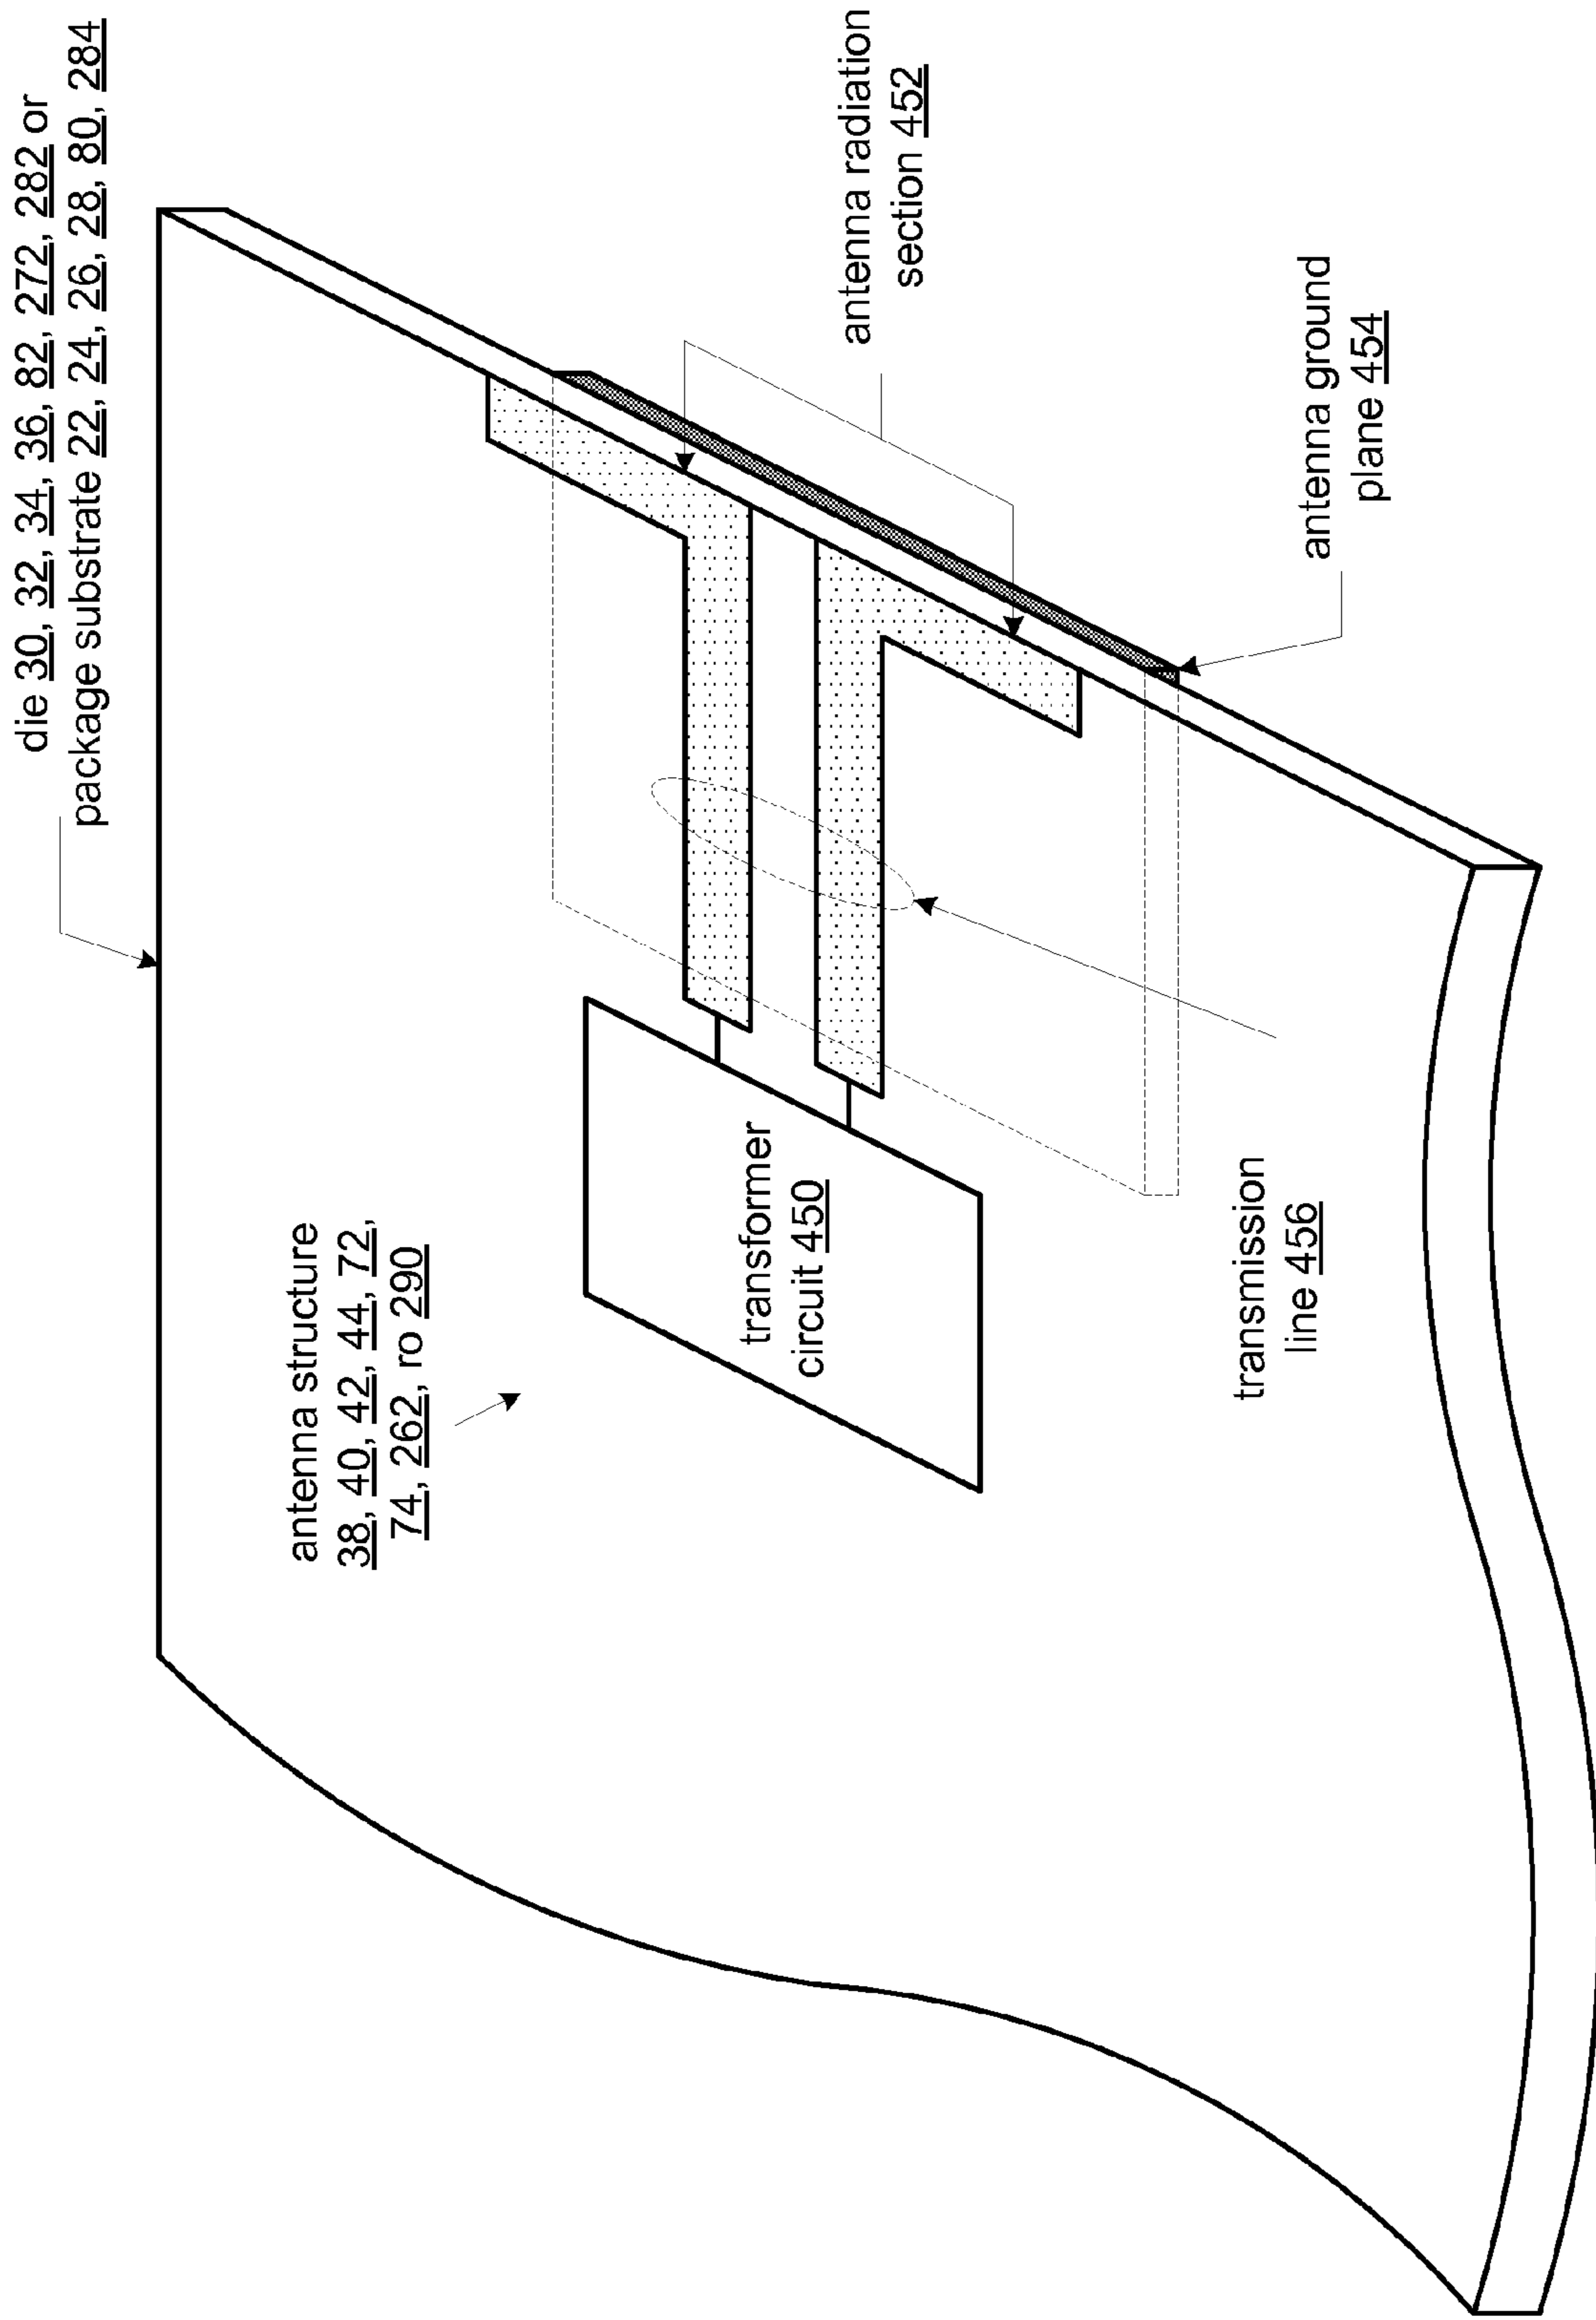 die 30, 32, 34, 36, 82, 272, 282 or
package substrate 22, 24, 26, 28, 80, 284
antenna structure
38, 40, 42, 44, 72,
74, 262, ro 290
transformer
circuit 450
transmission
line 456
antenna radiation
section 452
antenna ground
plane 454